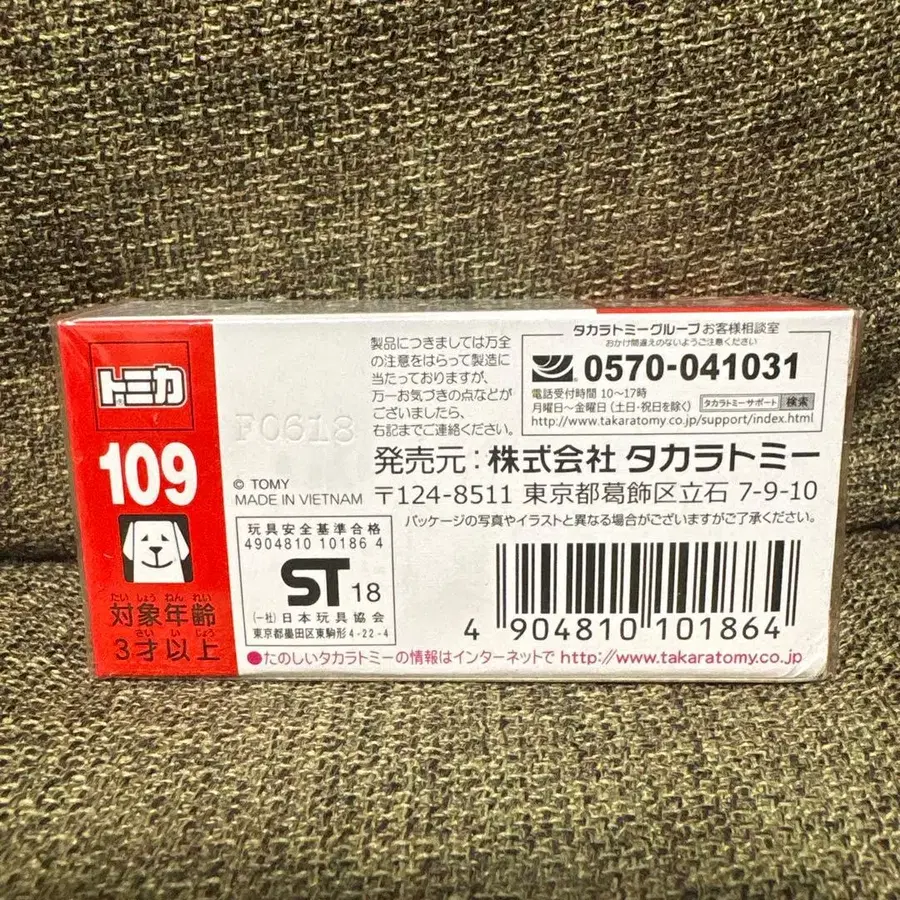 トミカ
109
たいしょうねんれい
対象年齢
さいいじょう
3才以上
F0618
© TOMY
MADE IN VIETNAM
製品につきましては万全
の注意をはらって製造に
当たっておりますが、
万一お気づきの点などが
ございましたら、
右記までご連絡ください。
タカラトミーグループお客様相談室
おかけ間違えのないようご注意ください
0570-041031
電話受付時間 10〜17時
月曜日〜金曜日 (土日・祝日を除く) タカラトミーサポート 検索
http://www.takaratomy.co.jp/support/index.html
発売元:株式会社 タカラトミー
〒124-8511 東京都葛飾区立石 7-9-10
パッケージの写真やイラストと異なる場合がございますがご了承ください。
玩具安全基準合格
4904810 10186 4
ST 18
(一社)日本玩具協会
東京都墨田区東駒形4-22-4
4 904810 101864
●たのしいタカラトミーの情報はインターネットで http://www.takaratomy.co.jp